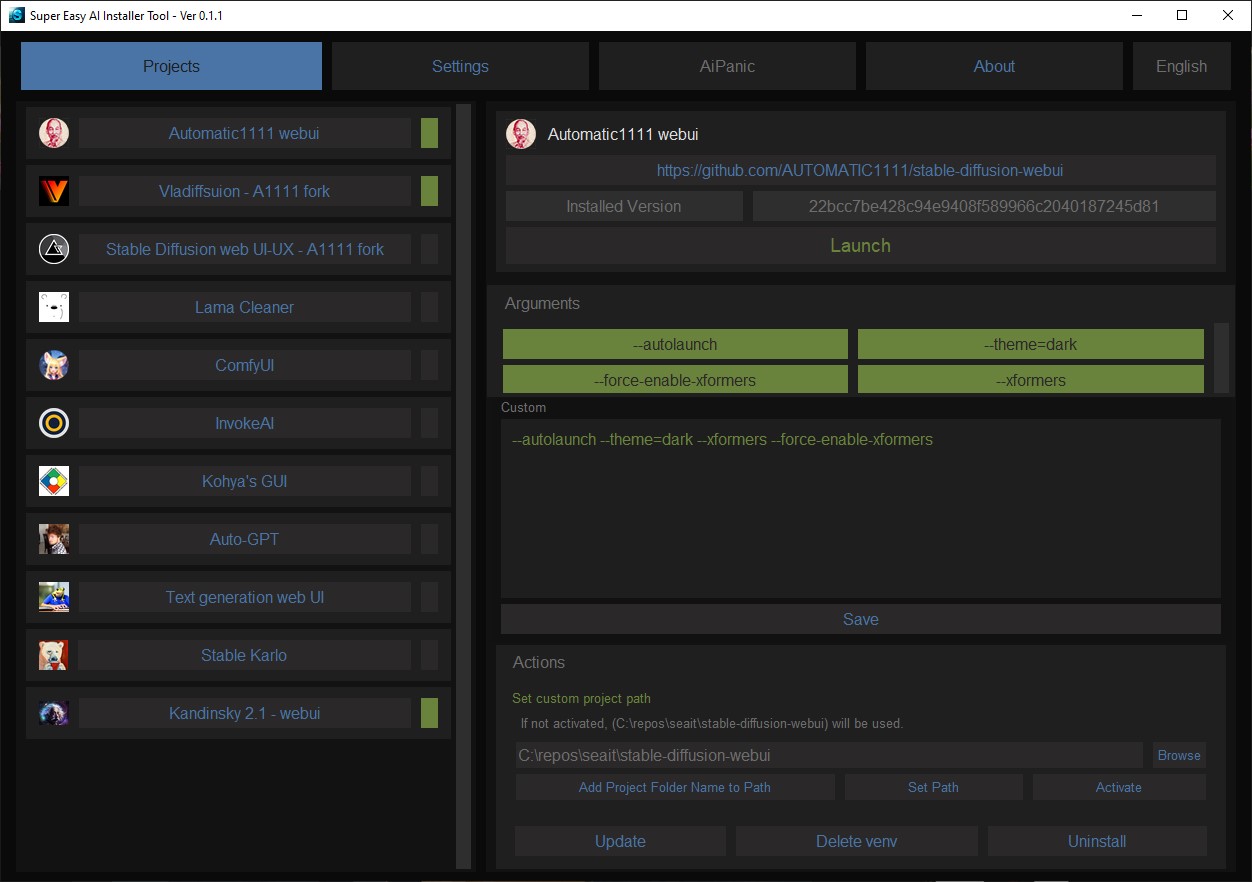 Super Easy AI Installer Tool - Ver 0.1.1
Projects
Settings
AiPanic
About
English
Automatic1111 webui
Vladiffsuion - A1111 fork
Stable Diffusion web UI-UX - A1111 fork
Lama Cleaner
ComfyUI
InvokeAI
Kohya's GUI
Auto-GPT
Text generation web UI
Stable Karlo
Kandinsky 2.1 - webui
Automatic1111 webui
https://github.com/AUTOMATIC1111/stable-diffusion-webui
Installed Version
22bcc7be428c94e9408f589966c2040187245d81
Launch
Arguments
--autolaunch
--theme=dark
--force-enable-xformers
--xformers
Custom
--autolaunch --theme=dark --xformers --force-enable-xformers
Save
Actions
Set custom project path
If not activated, (C:\repos\seait\stable-diffusion-webui) will be used.
C:\repos\seait\stable-diffusion-webui
Browse
Add Project Folder Name to Path
Set Path
Activate
Update
Delete venv
Uninstall